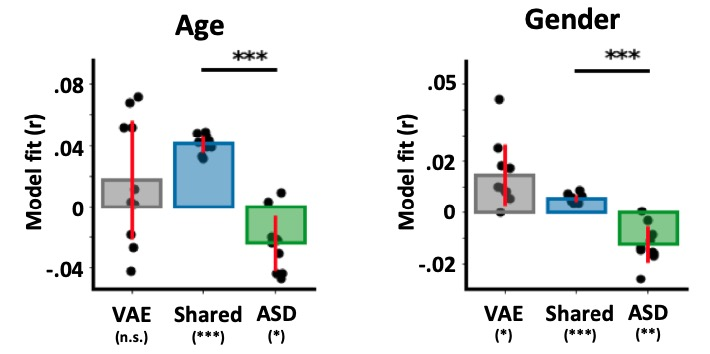 Age
***
Model fit (r)
.08
.04
0
-.04
VAE
(n.s.)
Shared
(***)
ASD
(*)
Gender
***
Model fit (r)
.05
.02
0
-.02
VAE
(*)
Shared
(***)
ASD
(**)